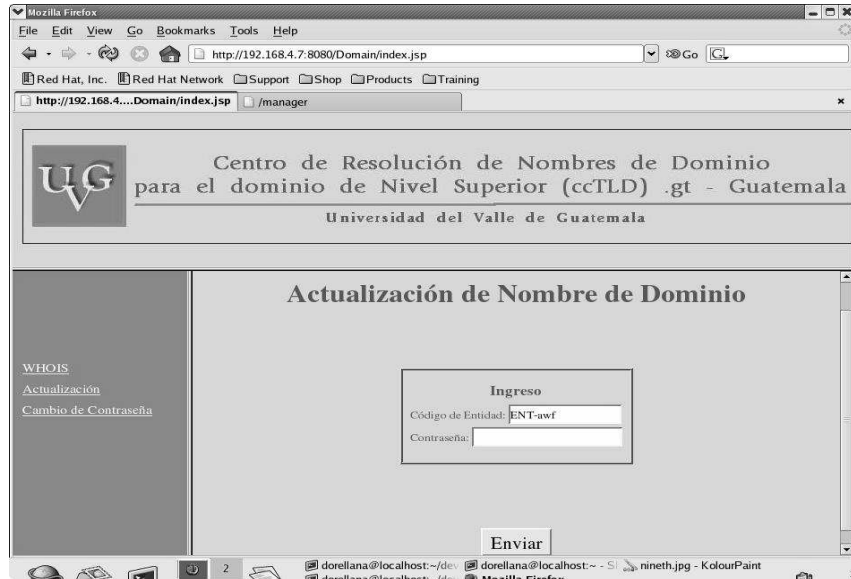 Mozilla Firefox
File Edit View Go Bookmarks Tools Help
http://192.168.4.7:8080/Domain/index.jsp Go G
Red Hat, Inc. Red Hat Network Support Shop Products Training
http://192.168.4....Domain/index.jsp /manager
UVG
Centro de Resolución de Nombres de Dominio
para el dominio de Nivel Superior (ccTLD) .gt - Guatemala
Universidad del Valle de Guatemala
Actualización de Nombre de Dominio
WHOIS
Actualización
Cambio de Contraseña
Ingreso
Código de Entidad: ENT-awf
Contraseña:
Enviar
2 dorellana@localhost:~/dev dorellana@localhost:~ - S nineth.jpg - KolourPaint
dorellana@localhost: Mozilla Firefox